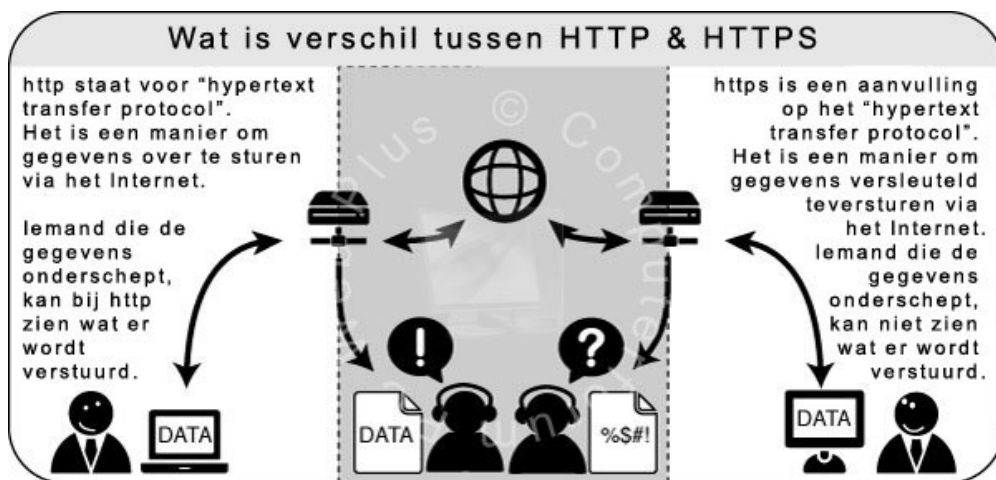 Wat is verschil tussen HTTP & HTTPS
http staat voor “hypertext
transfer protocol”.
Het is een manier om
gegevens over te sturen
via het Internet.
Iemand die de
gegevens
onderschept,
kan bij http
zien wat er
wordt
verstuurd.
https is een aanvulling
op het “hypertext
transfer protocol”.
Het is een manier om
gegevens versleuteld
teversturen via
het Internet.
Iemand die de
gegevens
onderschept,
kan niet zien
wat er wordt
verstuurd.
!
?
DATA
DATA
%$#!
DATA